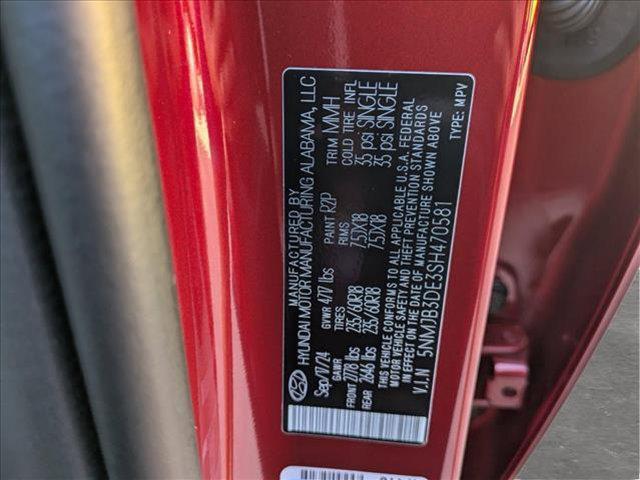 MANUFACTURED BY
HYUNDAI MOTOR MANUFACTURING ALABAMA, LLC
Sep/17/24 GVWR 4717 lbs PAINT R2P TRIM MMH
GAWR TIRES RIMS COLD TIRE INFL
FRONT 2778 lbs 235/60R18 7.5JX18 35 psi SINGLE
REAR 2646 lbs 235/60R18 7.5JX18 35 psi SINGLE
THIS VEHICLE CONFORMS TO ALL APPLICABLE U.S.A. FEDERAL
MOTOR VEHICLE SAFETY AND THEFT PREVENTION STANDARDS
IN EFFECT ON THE DATE OF MANUFACTURE SHOWN ABOVE.
V.I.N 5NMJB3DE3SH470581 TYPE: MPV